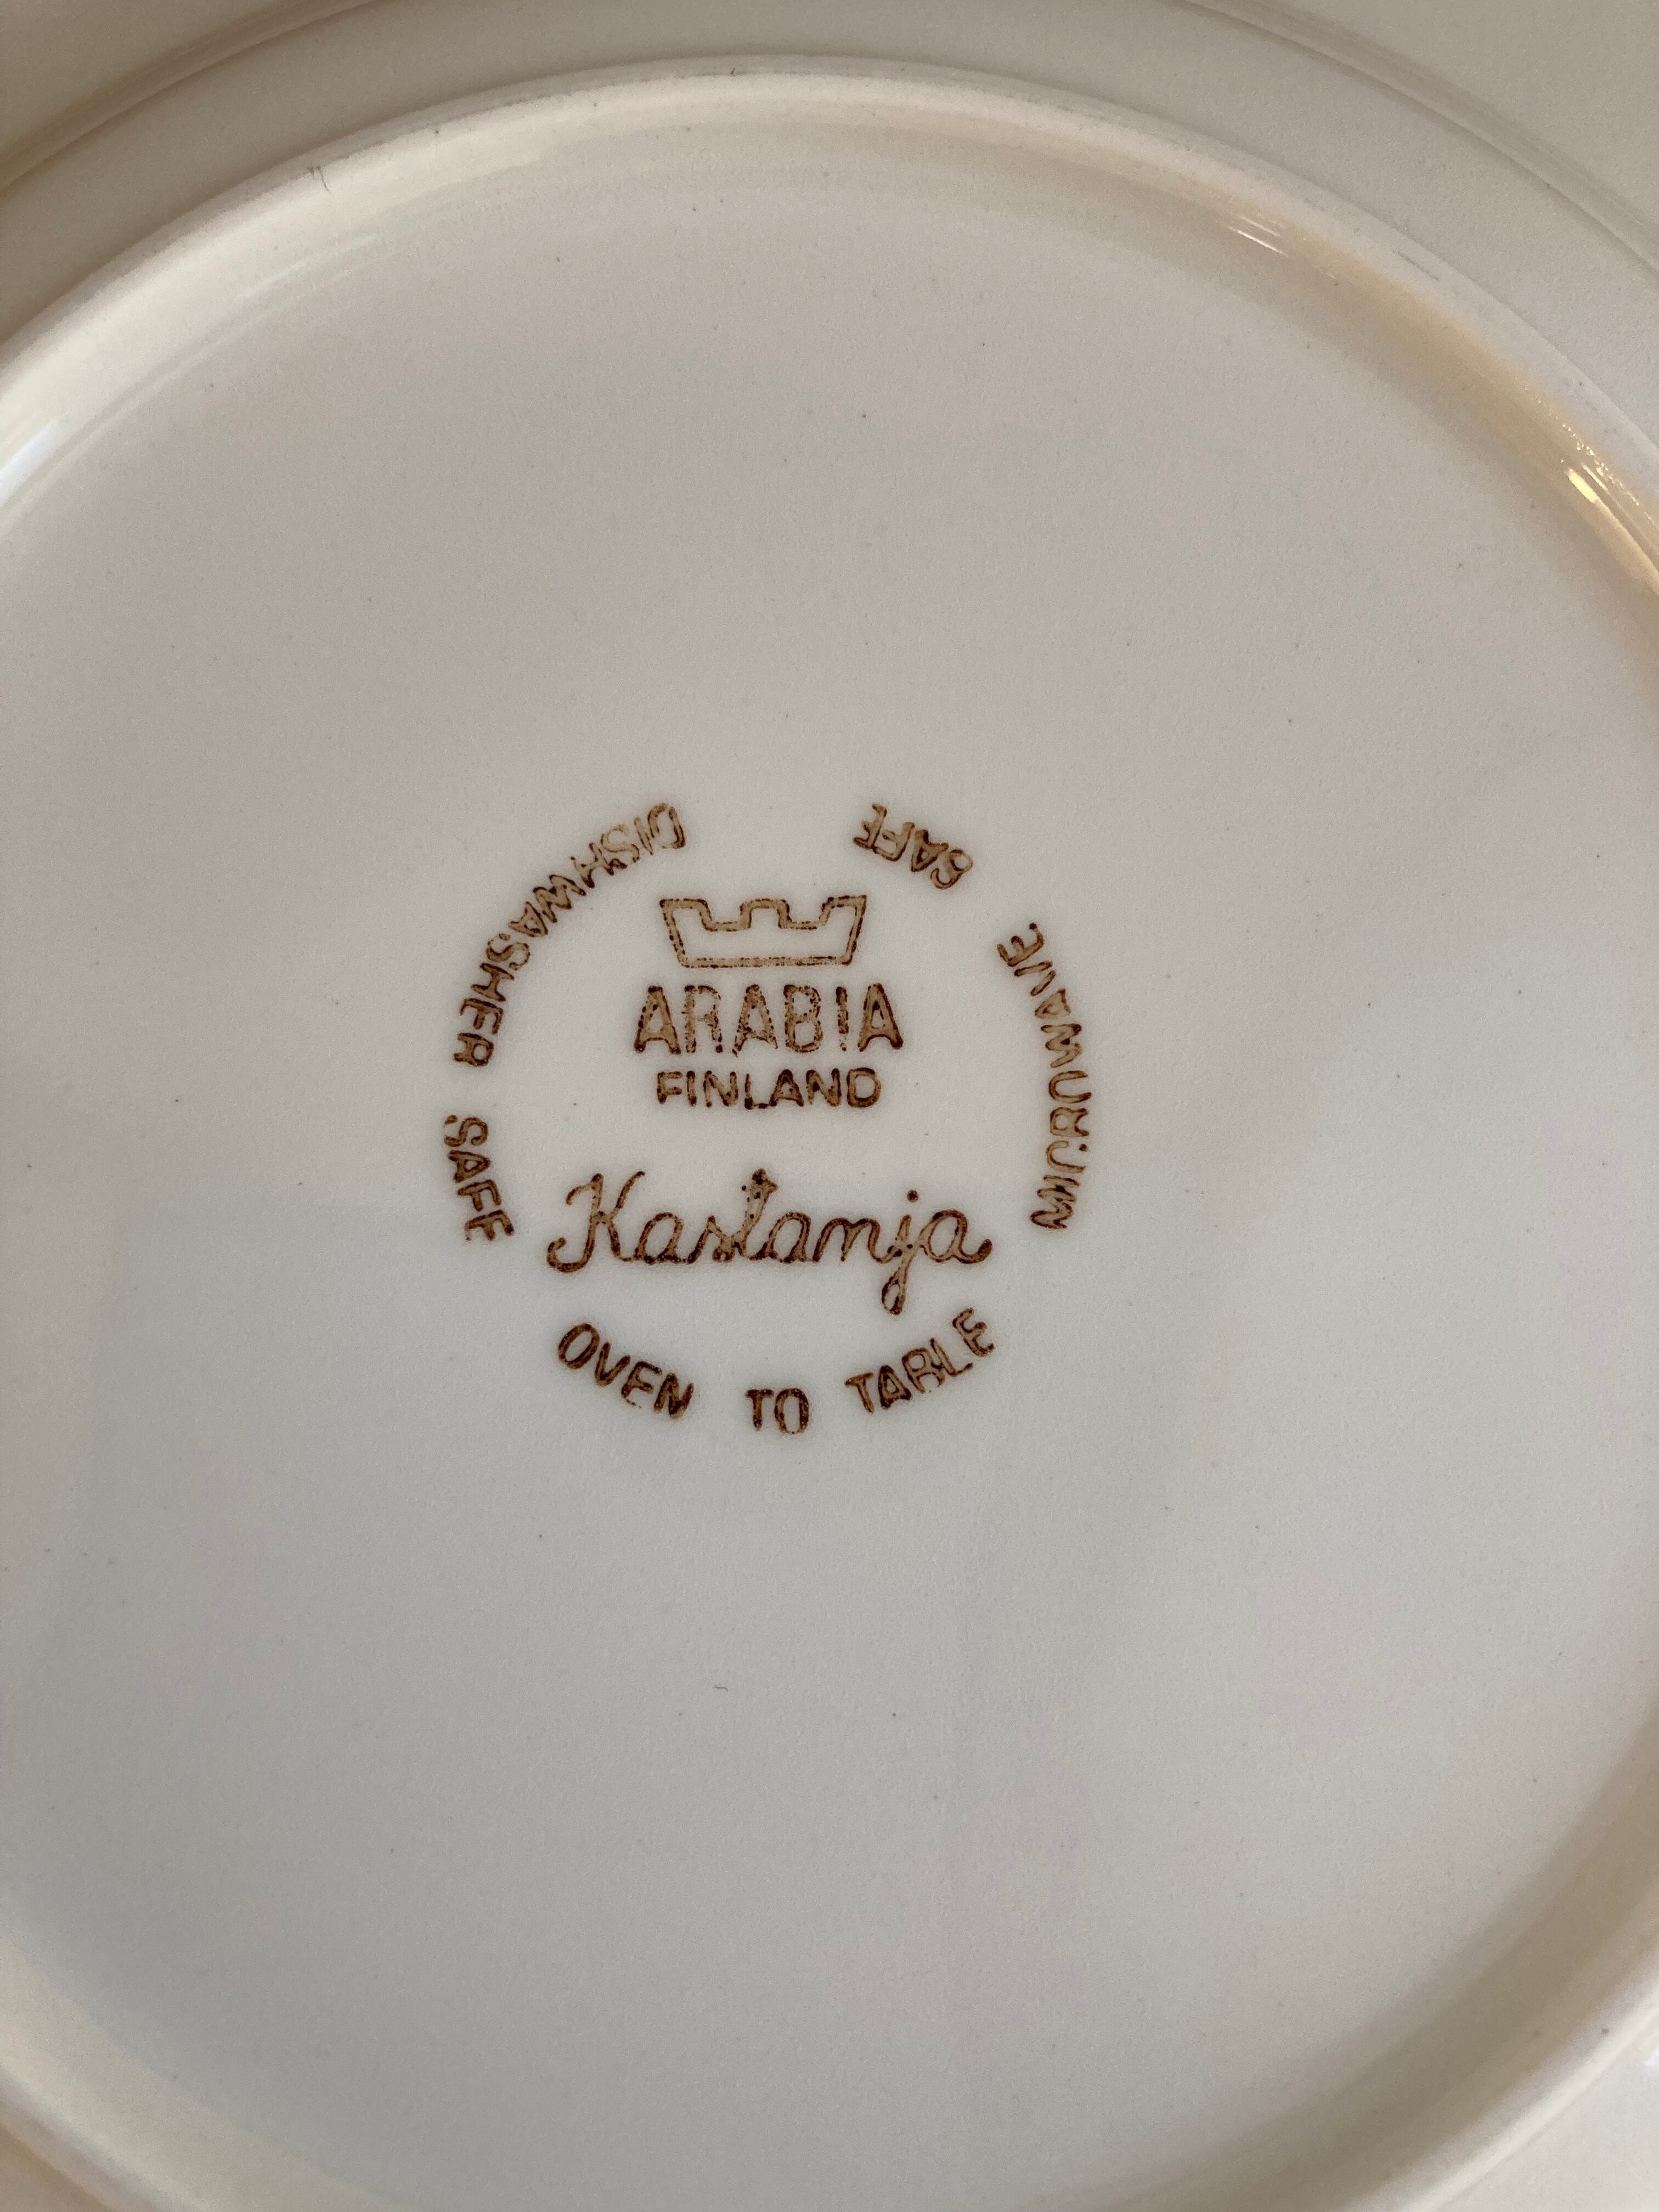 ARABIA
FINLAND
Kastanja
OVEN TO TABLE
MICROWAVE SAFE
DISHWASHER SAFE